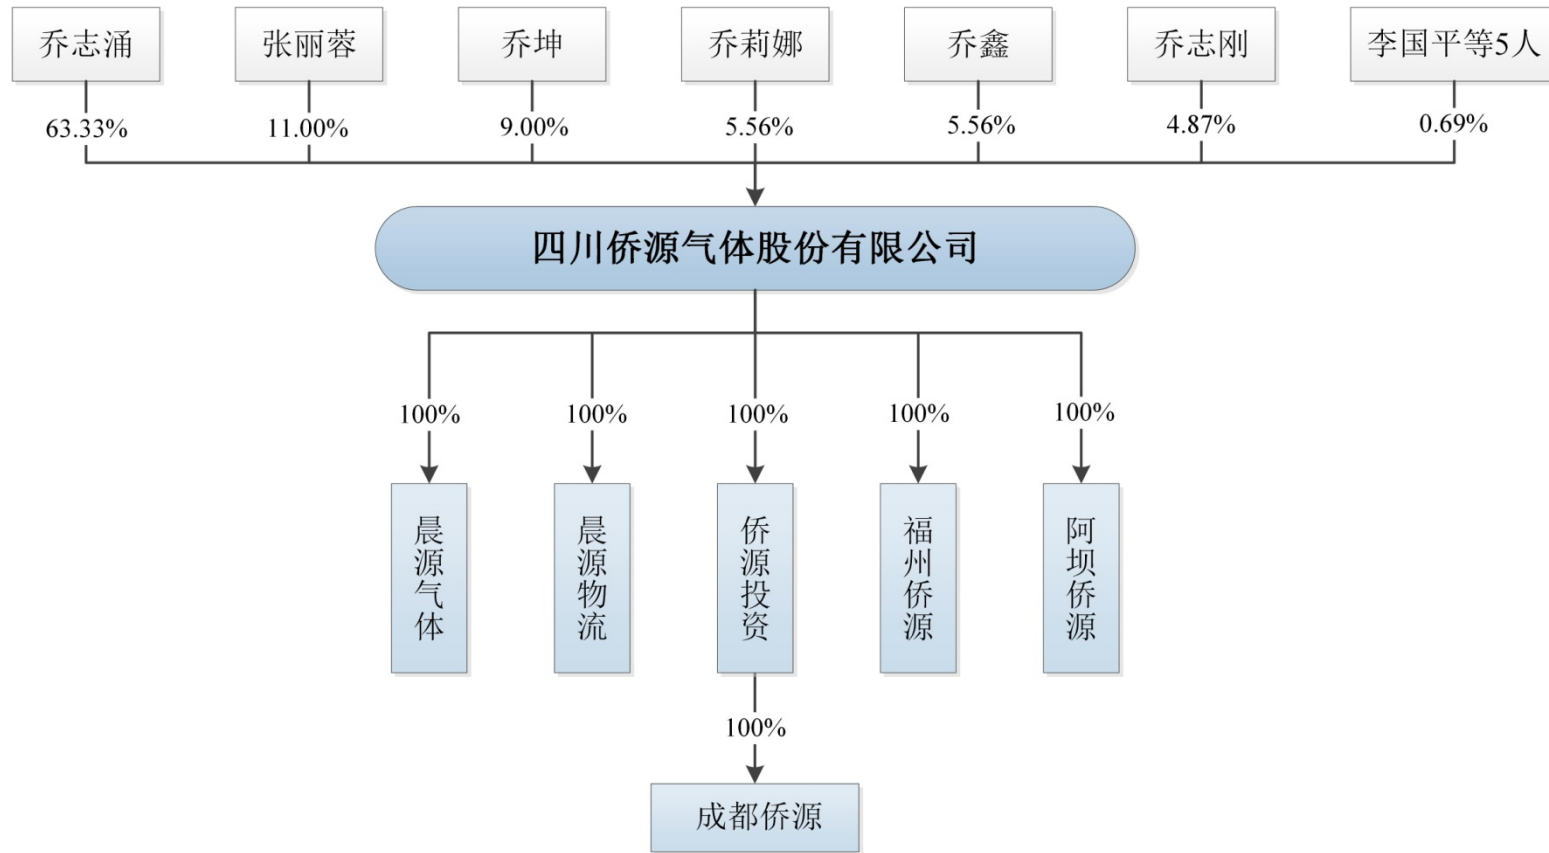 乔志涌
张丽蓉
乔坤
乔莉娜
乔鑫
乔志刚
李国平等5人
63.33%
11.00%
9.00%
5.56%
5.56%
4.87%
0.69%
四川侨源气体股份有限公司
100%
100%
100%
100%
100%
晨源气体
晨源物流
侨源投资
福州侨源
阿坝侨源
100%
成都侨源